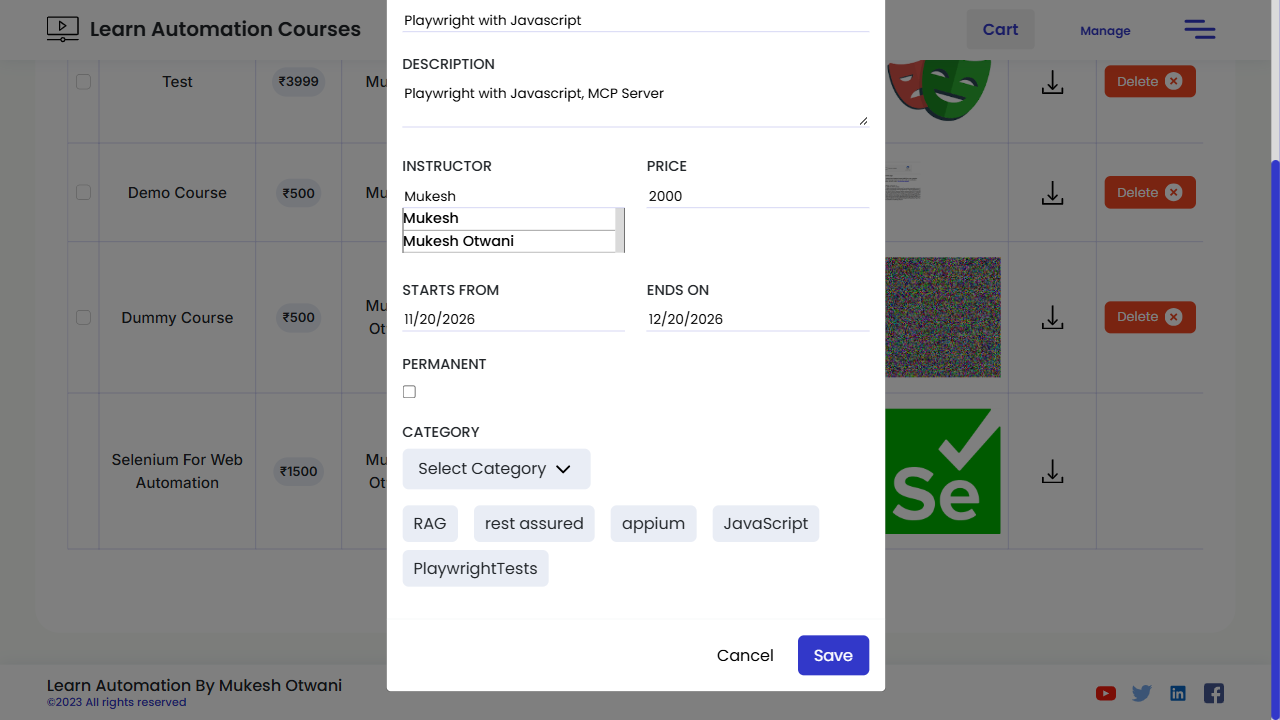 Learn Automation Courses
Cart
Manage
Playwright with Javascript
DESCRIPTION
Playwright with Javascript, MCP Server
INSTRUCTOR
PRICE
Mukesh
2000
Mukesh
Mukesh Otwani
STARTS FROM
ENDS ON
11/20/2026
12/20/2026
PERMANENT
CATEGORY
Select Category
RAG
rest assured
appium
JavaScript
PlaywrightTests
Cancel
Save
Test
₹3999
Mu
Delete
Demo Course
₹500
Mu
Delete
Dummy Course
₹500
Mu
Ot
Delete
Selenium For Web
Automation
₹1500
Mu
Ot
Se
Learn Automation By Mukesh Otwani
©2023 All rights reserved